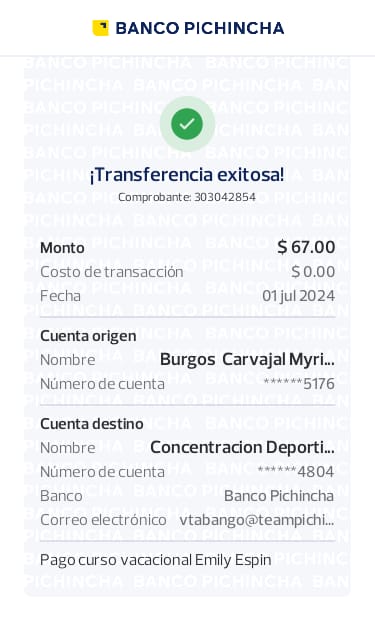 BANCO PICHINCHA
¡Transferencia exitosa!
Comprobante: 303042854
Monto $ 67.00
Costo de transacción $ 0.00
Fecha 01 jul 2024
Cuenta origen
Nombre Burgos Carvajal Myri...
Número de cuenta ******5176
Cuenta destino
Nombre Concentracion Deporti...
Número de cuenta ******4804
Banco Banco Pichincha
Correo electrónico vtabango@teampichi...
Pago curso vacacional Emily Espin